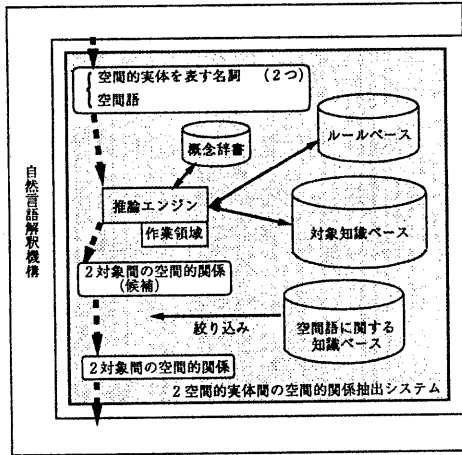 空間的実体を表す名詞 (2つ)
空間語
概念辞書
ルールベース
自然言語解釈機構
推論エンジン
作業領域
対象知識ベース
2対象間の空間的関係
(候補)
絞り込み
空間語に関する
知識ベース
2対象間の空間的関係
2空間的実体間の空間的関係抽出システム